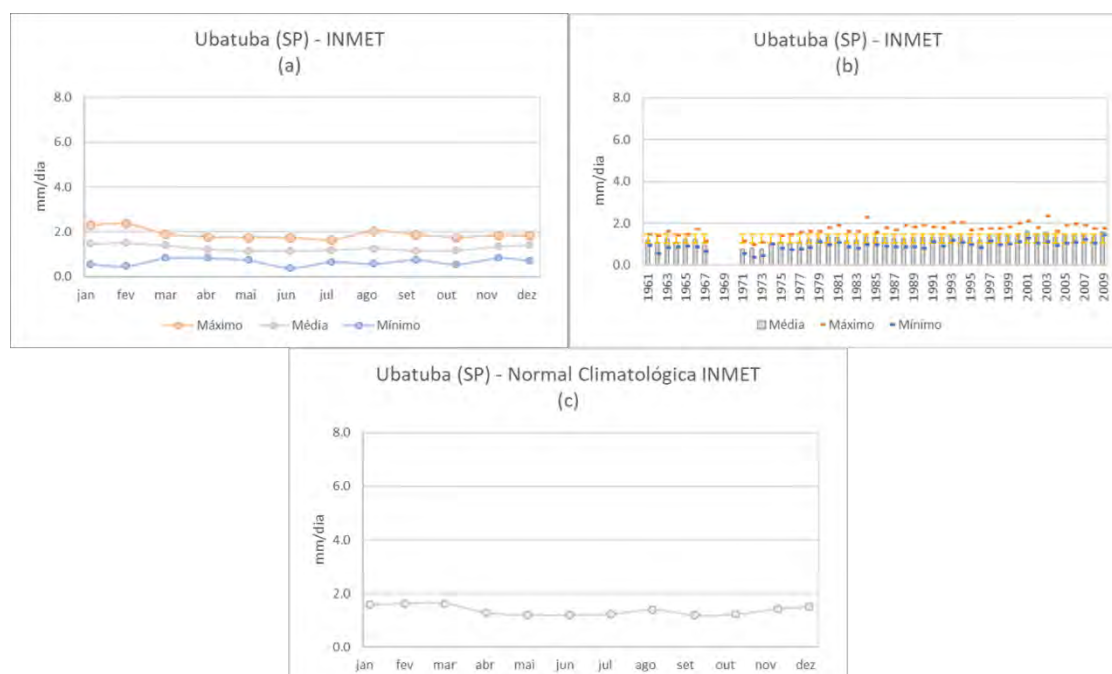 Ubatuba (SP) - INMET
(a)
8.0
6.0
4.0
2.0
0.0
mm/dia
jan fev mar abr mai jun jul ago set out nov dez
Máximo Média Mínimo
Ubatuba (SP) - INMET
(b)
8.0
6.0
4.0
2.0
0.0
mm/dia
1961 1963 1965 1967 1969 1971 1973 1975 1977 1979 1981 1983 1985 1987 1989 1991 1993 1995 1997 1999 2001 2003 2005 2007 2009
Média Máximo Mínimo
Ubatuba (SP) - Normal Climatológica INMET
(c)
8.0
6.0
4.0
2.0
0.0
mm/dia
jan fev mar abr mai jun jul ago set out nov dez